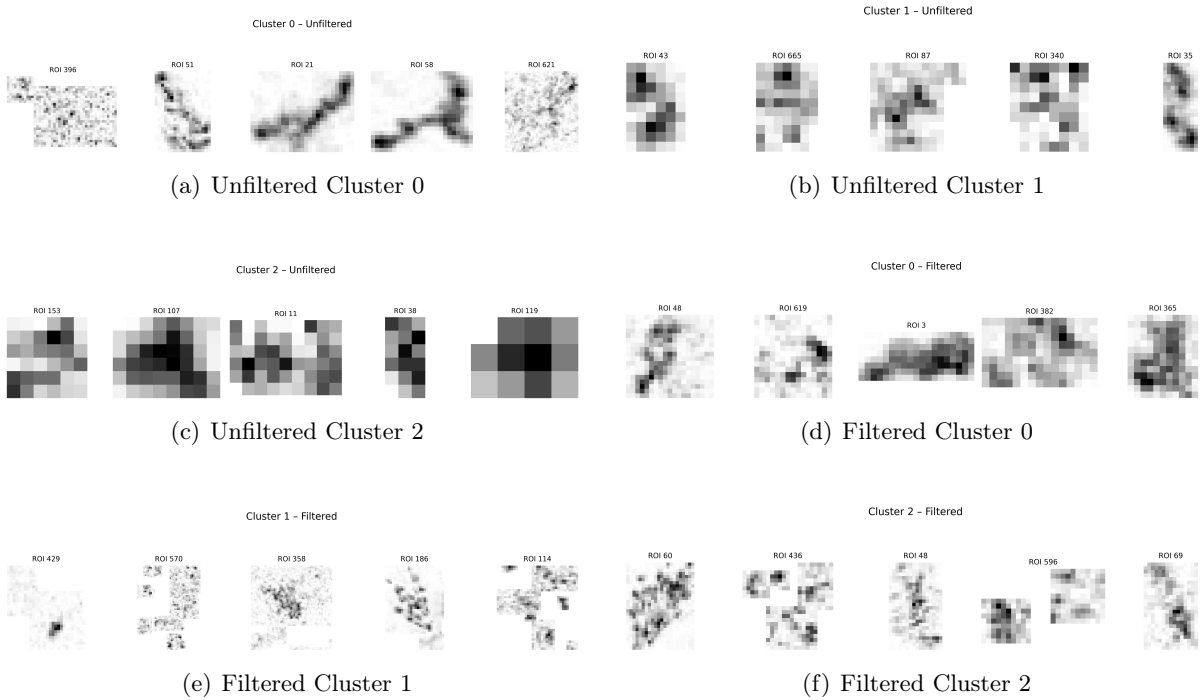 Cluster 0 – Unfiltered
ROI 396 ROI 51 ROI 21 ROI 58 ROI 621
(a) Unfiltered Cluster 0
Cluster 1 – Unfiltered
ROI 43 ROI 665 ROI 87 ROI 340 ROI 35
(b) Unfiltered Cluster 1
Cluster 2 – Unfiltered
ROI 153 ROI 107 ROI 11 ROI 38 ROI 119
(c) Unfiltered Cluster 2
Cluster 0 – Filtered
ROI 48 ROI 619 ROI 3 ROI 382 ROI 365
(d) Filtered Cluster 0
Cluster 1 – Filtered
ROI 429 ROI 570 ROI 358 ROI 186 ROI 114
(e) Filtered Cluster 1
Cluster 2 – Filtered
ROI 60 ROI 436 ROI 48 ROI 596 ROI 69
(f) Filtered Cluster 2